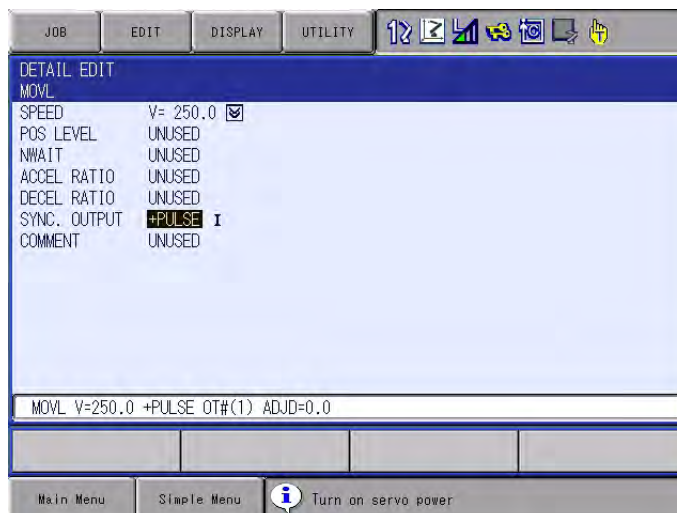 JOB EDIT DISPLAY UTILITY
DETAIL EDIT
MOVL
SPEED V= 250.0
POS LEVEL UNUSED
NWAIT UNUSED
ACCEL RATIO UNUSED
DECEL RATIO UNUSED
SYNC. OUTPUT +PULSE
COMMENT UNUSED
MOVL V=250.0 +PULSE OT#(1) ADJD=0.0
Main Menu Simple Menu Turn on servo power